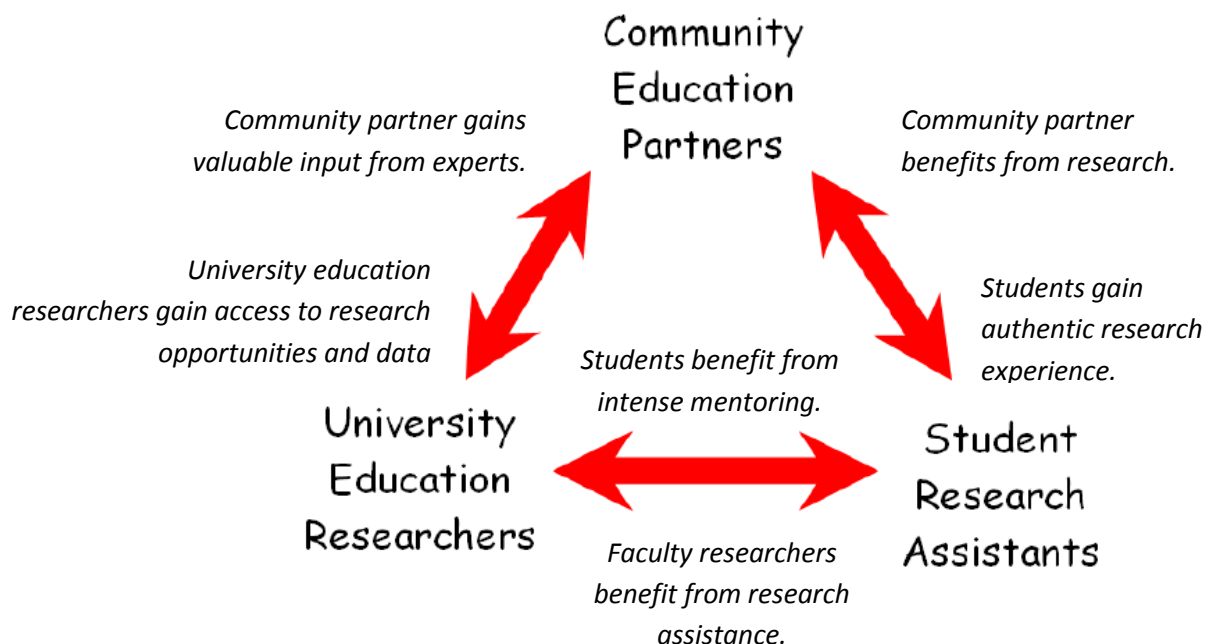 Community
Education
Partners
Community partner gains
valuable input from experts.
Community partner
benefits from research.
University education
researchers gain access to research
opportunities and data
Students gain
authentic research
experience.
Students benefit from
intense mentoring.
University
Education
Researchers
Student
Research
Assistants
Faculty researchers
benefit from research
assistance.